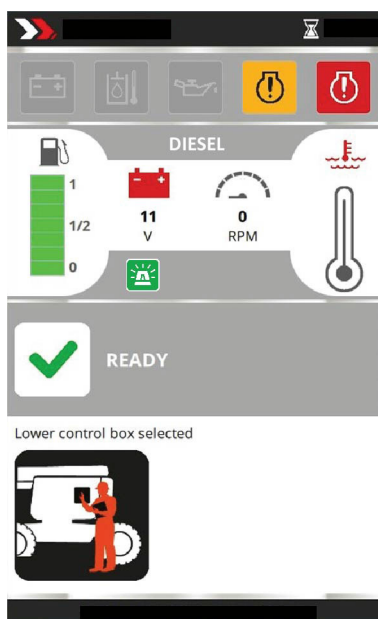 DIESEL
1
1/2
0
11
V
0
RPM
READY
Lower control box selected